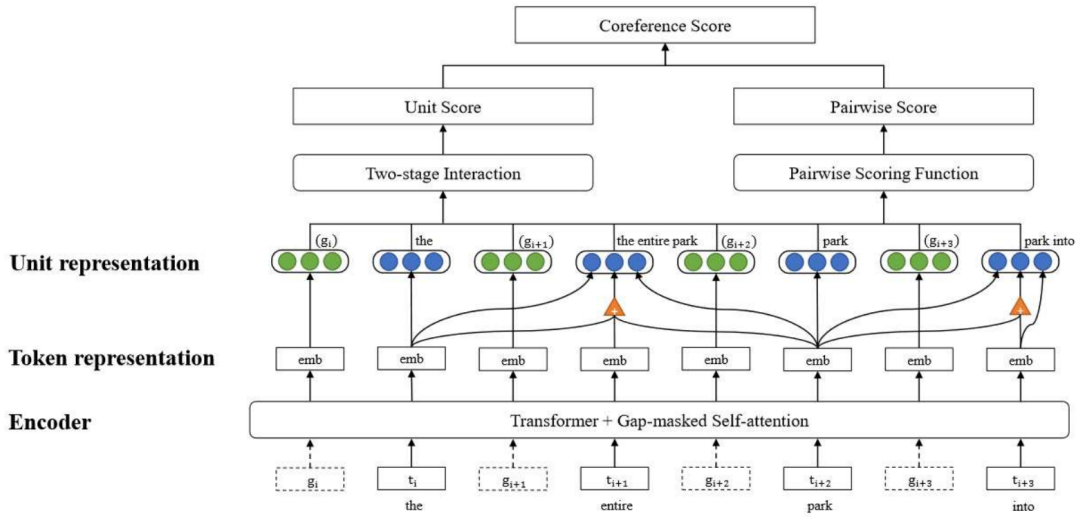 Coreference Score
Unit Score
Pairwise Score
Two-stage Interaction
Pairwise Scoring Function
Unit representation
(gᵢ)
the
(gᵢ₊₁)
the entire park
(gᵢ₊₂)
park
(gᵢ₊₃)
park into
+
+
Token representation
emb
emb
emb
emb
emb
emb
emb
emb
Encoder
Transformer + Gap-masked Self-attention
gᵢ
tᵢ
gᵢ₊₁
tᵢ₊₁
gᵢ₊₂
tᵢ₊₂
gᵢ₊₃
tᵢ₊₃
the
entire
park
into